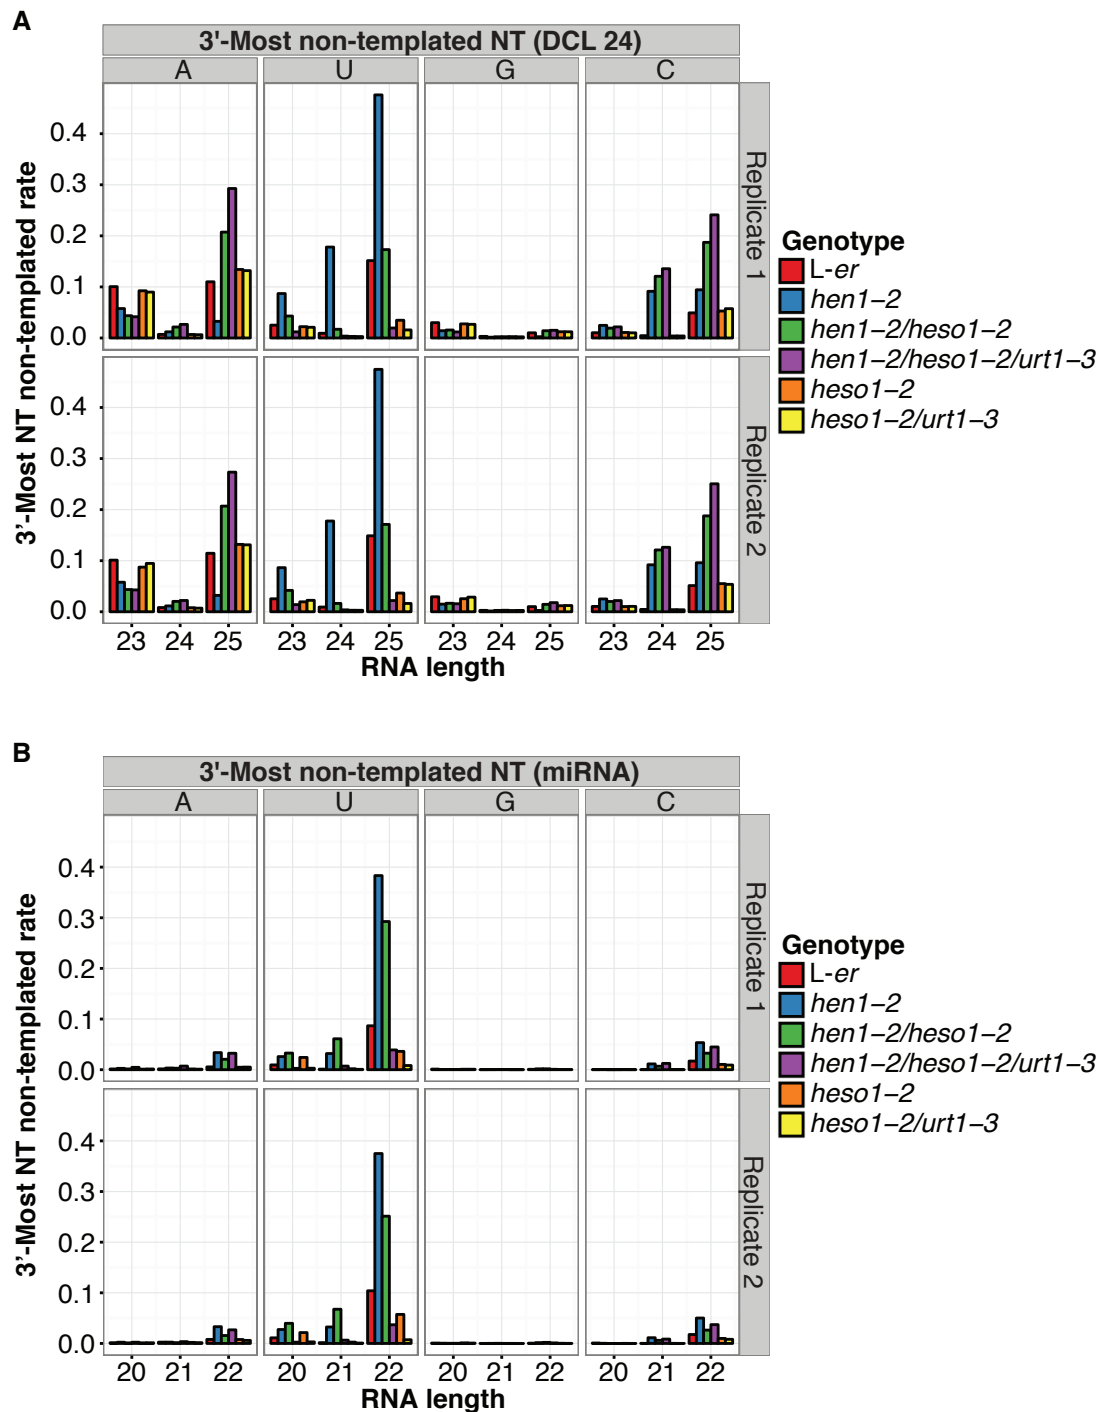 A
3'-Most non-templated NT (DCL 24)
A U G C
3'-Most NT non-templated rate
0.4
0.3
0.2
0.1
0.0
Replicate 1
0.4
0.3
0.2
0.1
0.0
Replicate 2
23 24 25 23 24 25 23 24 25 23 24 25
RNA length
Genotype
L-er
hen1–2
hen1–2/heso1–2
hen1–2/heso1–2/urt1–3
heso1–2
heso1–2/urt1–3
B
3'-Most non-templated NT (miRNA)
A U G C
3'-Most NT non-templated rate
0.4
0.3
0.2
0.1
0.0
Replicate 1
0.4
0.3
0.2
0.1
0.0
Replicate 2
20 21 22 20 21 22 20 21 22 20 21 22
RNA length
Genotype
L-er
hen1–2
hen1–2/heso1–2
hen1–2/heso1–2/urt1–3
heso1–2
heso1–2/urt1–3